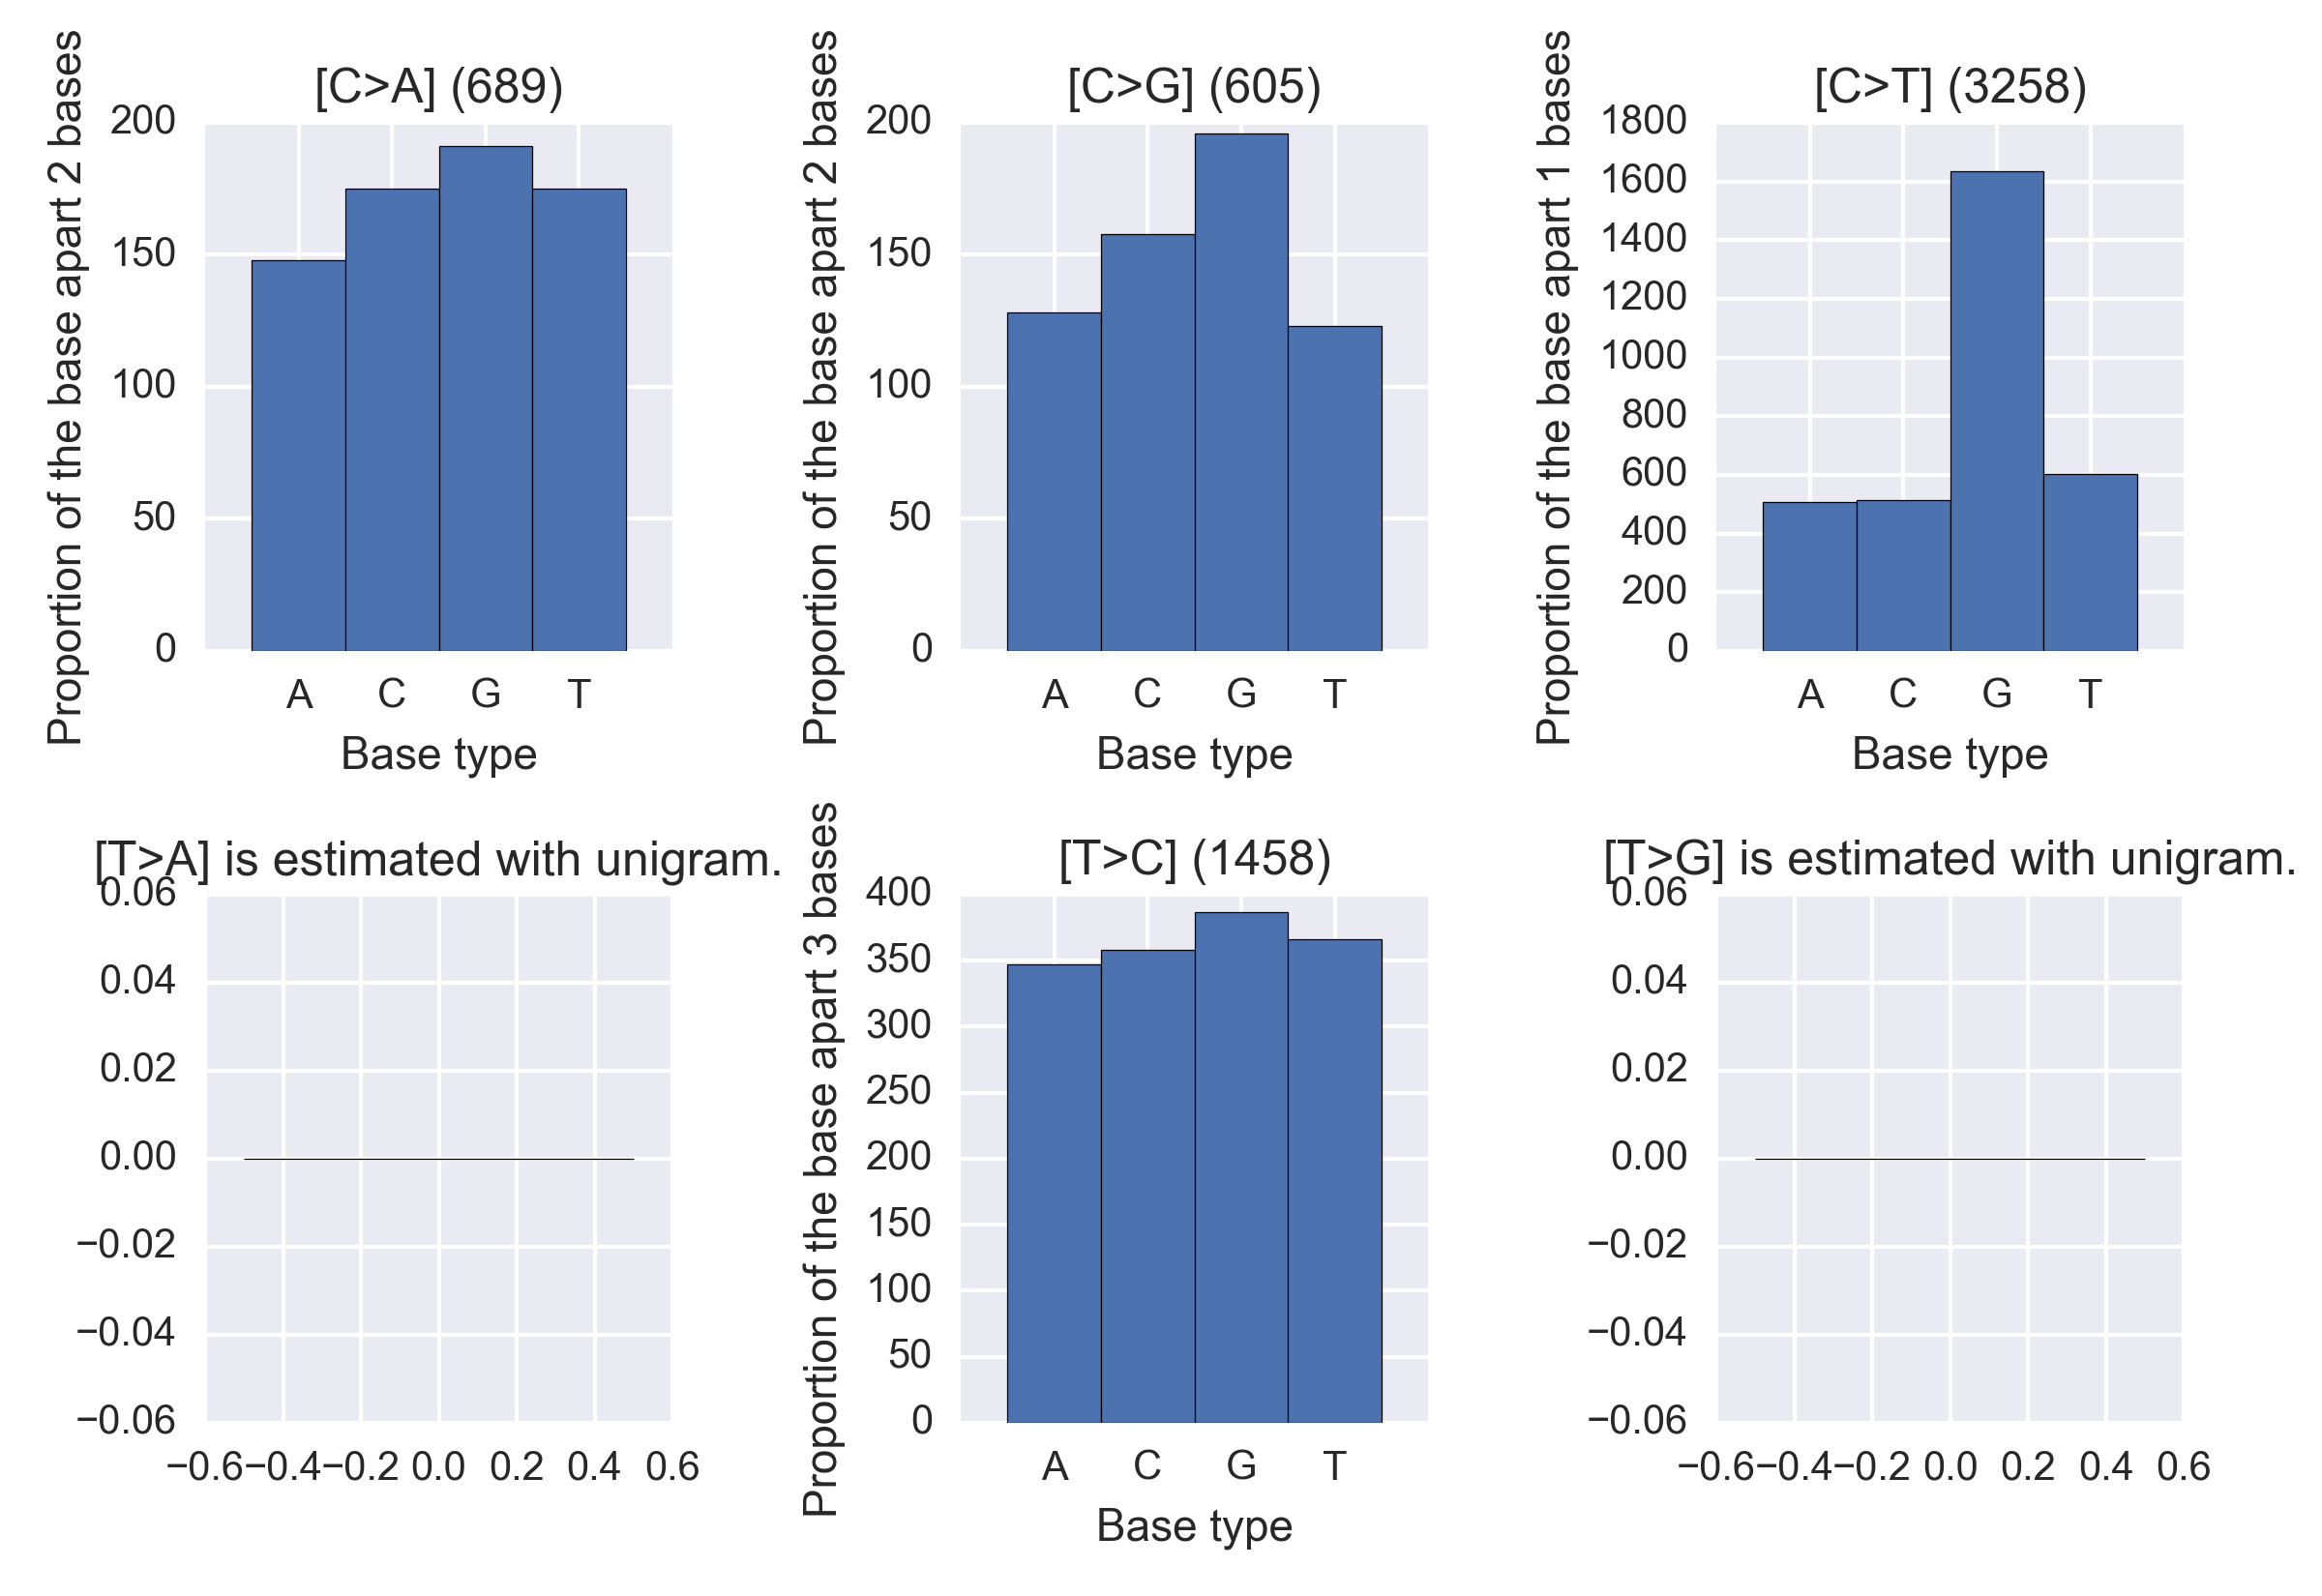 [C>A] (689)
Proportion of the base apart 2 bases
200
150
100
50
0
A C G T
Base type
[C>G] (605)
Proportion of the base apart 2 bases
200
150
100
50
0
A C G T
Base type
[C>T] (3258)
Proportion of the base apart 1 bases
1800
1600
1400
1200
1000
800
600
400
200
0
A C G T
Base type
[T>A] is estimated with unigram.
0.06
0.04
0.02
0.00
−0.02
−0.04
−0.06
−0.6 −0.4 −0.2 0.0 0.2 0.4 0.6
[T>C] (1458)
Proportion of the base apart 3 bases
400
350
300
250
200
150
100
50
0
A C G T
Base type
[T>G] is estimated with unigram.
0.06
0.04
0.02
0.00
−0.02
−0.04
−0.06
−0.6 −0.4 −0.2 0.0 0.2 0.4 0.6